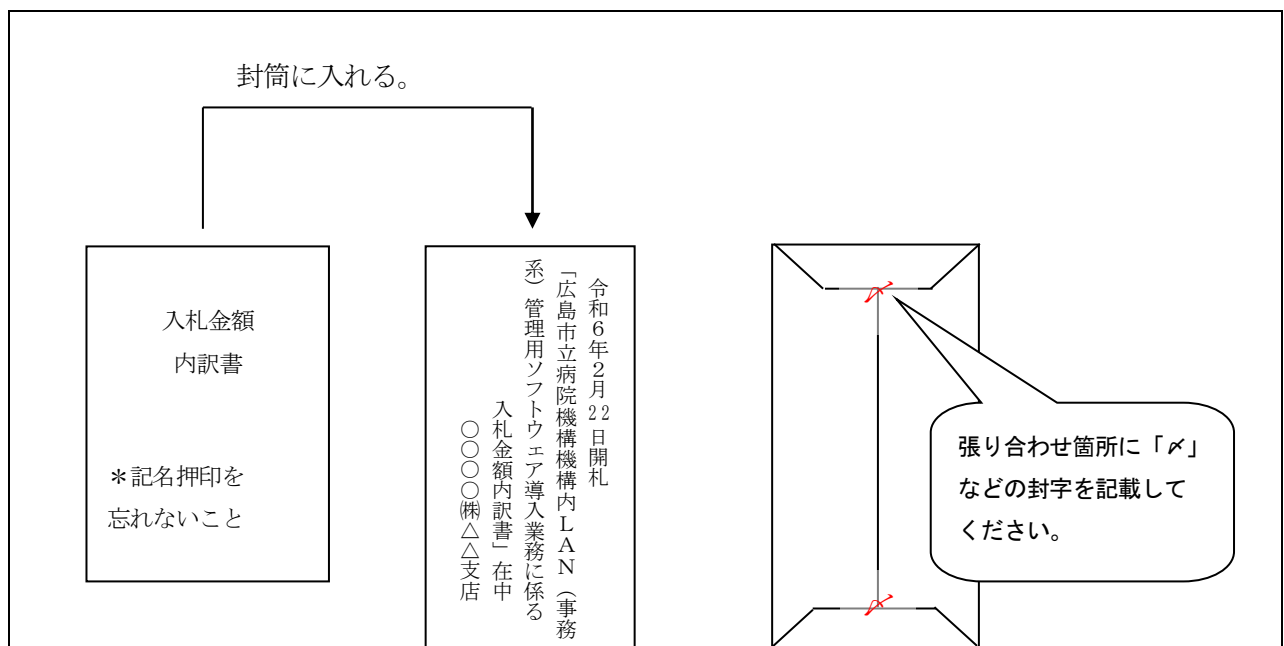 封筒に入れる。
入札金額
内訳書
＊記名押印を
忘れないこと
令和６年２月22日開札
「広島市立病院機構機構内ＬＡＮ（事務
系）管理用ソフトウェア導入業務に係る
入札金額内訳書」在中
〇〇〇〇㈱△△支店
〆
張り合わせ箇所に「〆」
などの封字を記載して
ください。
〆